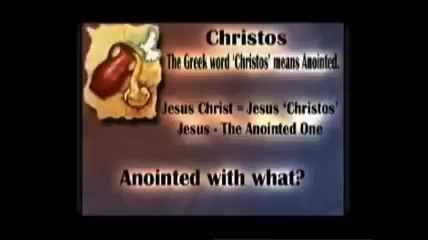 Christos
The Greek word 'Christos' means Anointed.
Jesus Christ = Jesus 'Christos'
Jesus - The Anointed One
Anointed with what?